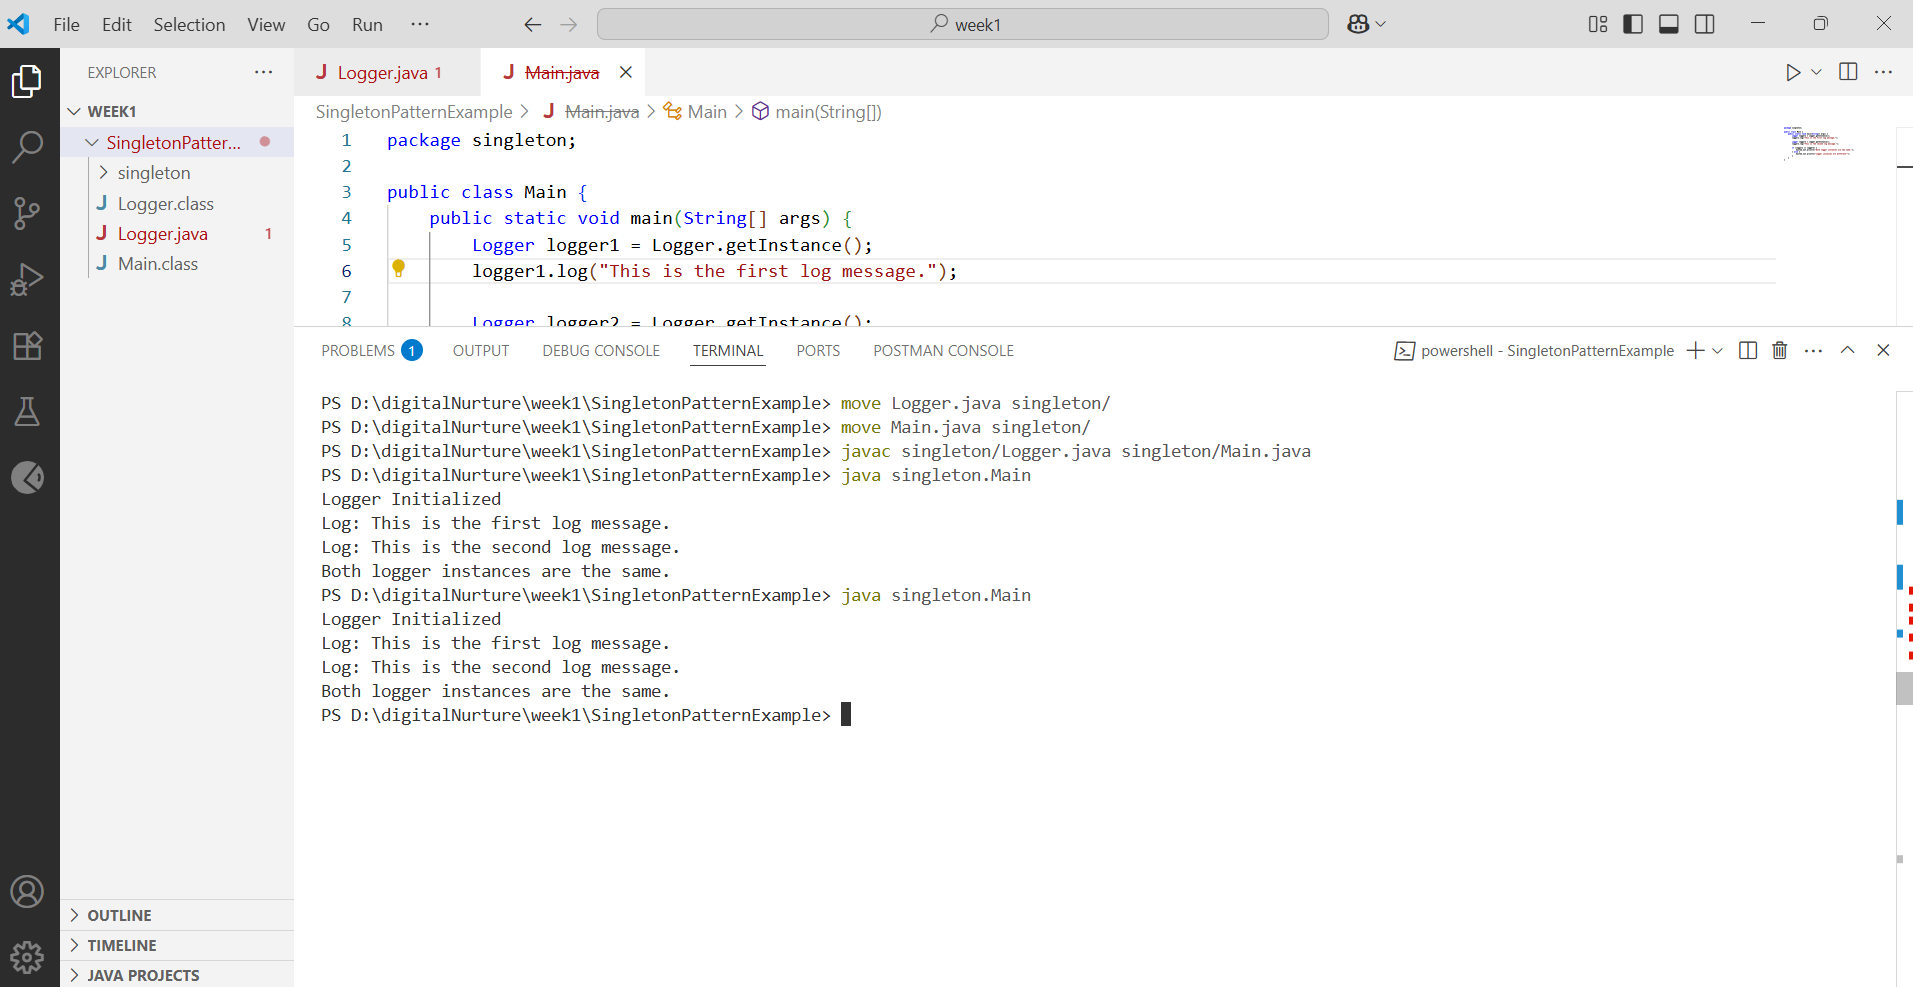 File Edit Selection View Go Run ··· week1
EXPLORER ···
WEEK1
SingletonPatter...
singleton
Logger.class
Logger.java 1
Main.class
OUTLINE
TIMELINE
JAVA PROJECTS
Logger.java 1 Main.java
SingletonPatternExample > Main.java > Main > main(String[])
1 package singleton;
2
3 public class Main {
4 public static void main(String[] args) {
5 Logger logger1 = Logger.getInstance();
6 logger1.log("This is the first log message.");
7
8 Logger logger2 = Logger.getInstance();
PROBLEMS 1 OUTPUT DEBUG CONSOLE TERMINAL PORTS POSTMAN CONSOLE powershell - SingletonPatternExample
PS D:\digitalNurture\week1\SingletonPatternExample> move Logger.java singleton/
PS D:\digitalNurture\week1\SingletonPatternExample> move Main.java singleton/
PS D:\digitalNurture\week1\SingletonPatternExample> javac singleton/Logger.java singleton/Main.java
PS D:\digitalNurture\week1\SingletonPatternExample> java singleton.Main
Logger Initialized
Log: This is the first log message.
Log: This is the second log message.
Both logger instances are the same.
PS D:\digitalNurture\week1\SingletonPatternExample> java singleton.Main
Logger Initialized
Log: This is the first log message.
Log: This is the second log message.
Both logger instances are the same.
PS D:\digitalNurture\week1\SingletonPatternExample>